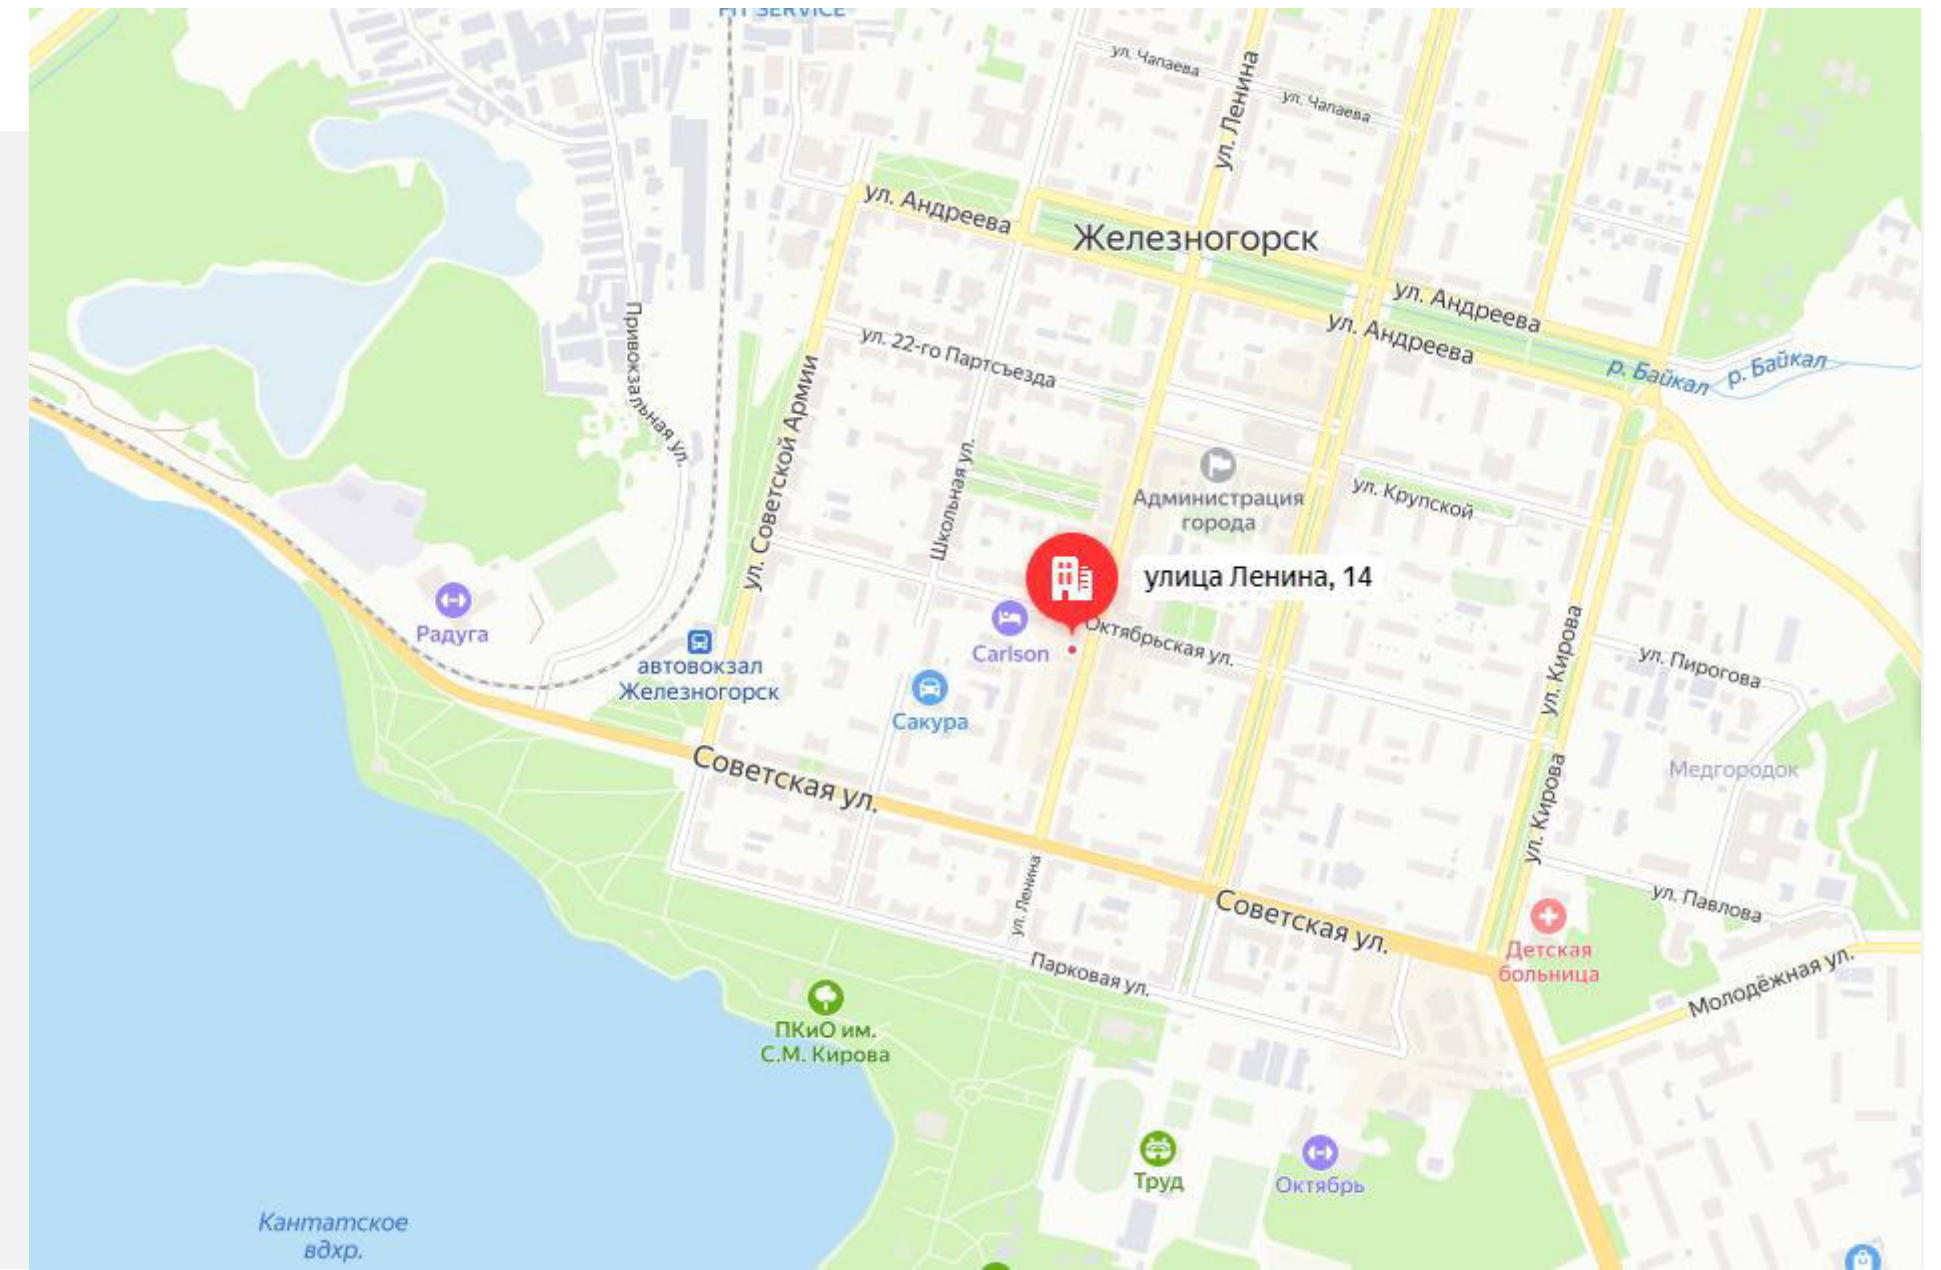 HI SERVICE
ул. Чапаева
ул. Чапаева
ул. Ленина
ул. Андреева
Железногорск
ул. Андреева
ул. Андреева
р. Байкал
р. Байкал
Привокзальная ул.
ул. 22-го Партсъезда
ул. Советской Армии
Школьная ул.
Администрация
города
ул. Крупской
улица Ленина, 14
Радуга
Carlson
Октябрьская ул.
автовокзал
Железногорск
Сакура
ул. Кирова
ул. Пирогова
Советская ул.
Медгородок
ул. Кирова
ул. Ленина
Советская ул.
ул. Павлова
Детская
больница
Парковая ул.
Молодёжная ул.
ПКиО им.
С.М. Кирова
Труд
Октябрь
Кантатское
вдхр.